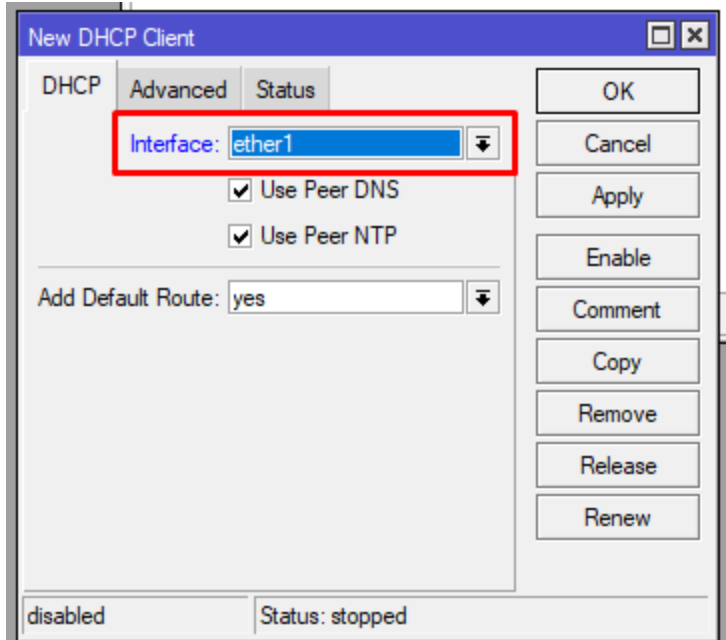 New DHCP Client
DHCP Advanced Status
OK
Interface: ether1
Cancel
Use Peer DNS
Apply
Use Peer NTP
Enable
Add Default Route: yes
Comment
Copy
Remove
Release
Renew
disabled Status: stopped